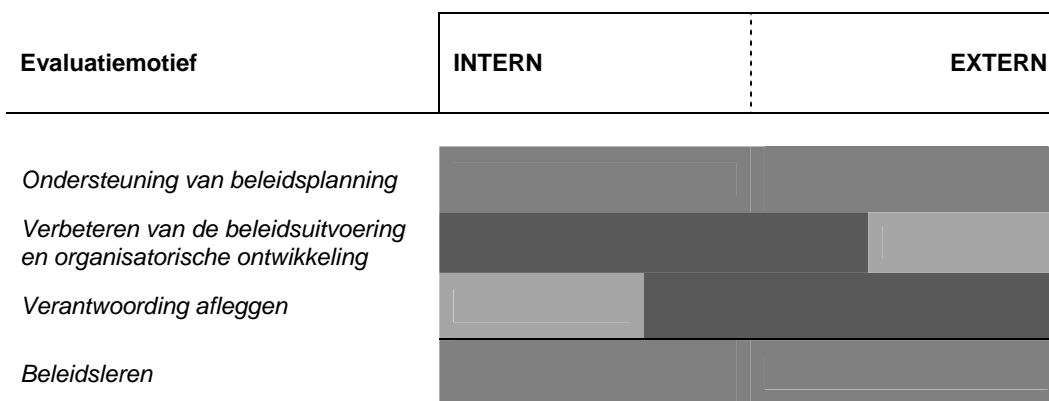 Evaluatiemotief INTERN EXTERN
Ondersteuning van beleidsplanning
Verbeteren van de beleidsuitvoering
en organisatorische ontwikkeling
Verantwoording afleggen
Beleidsleren